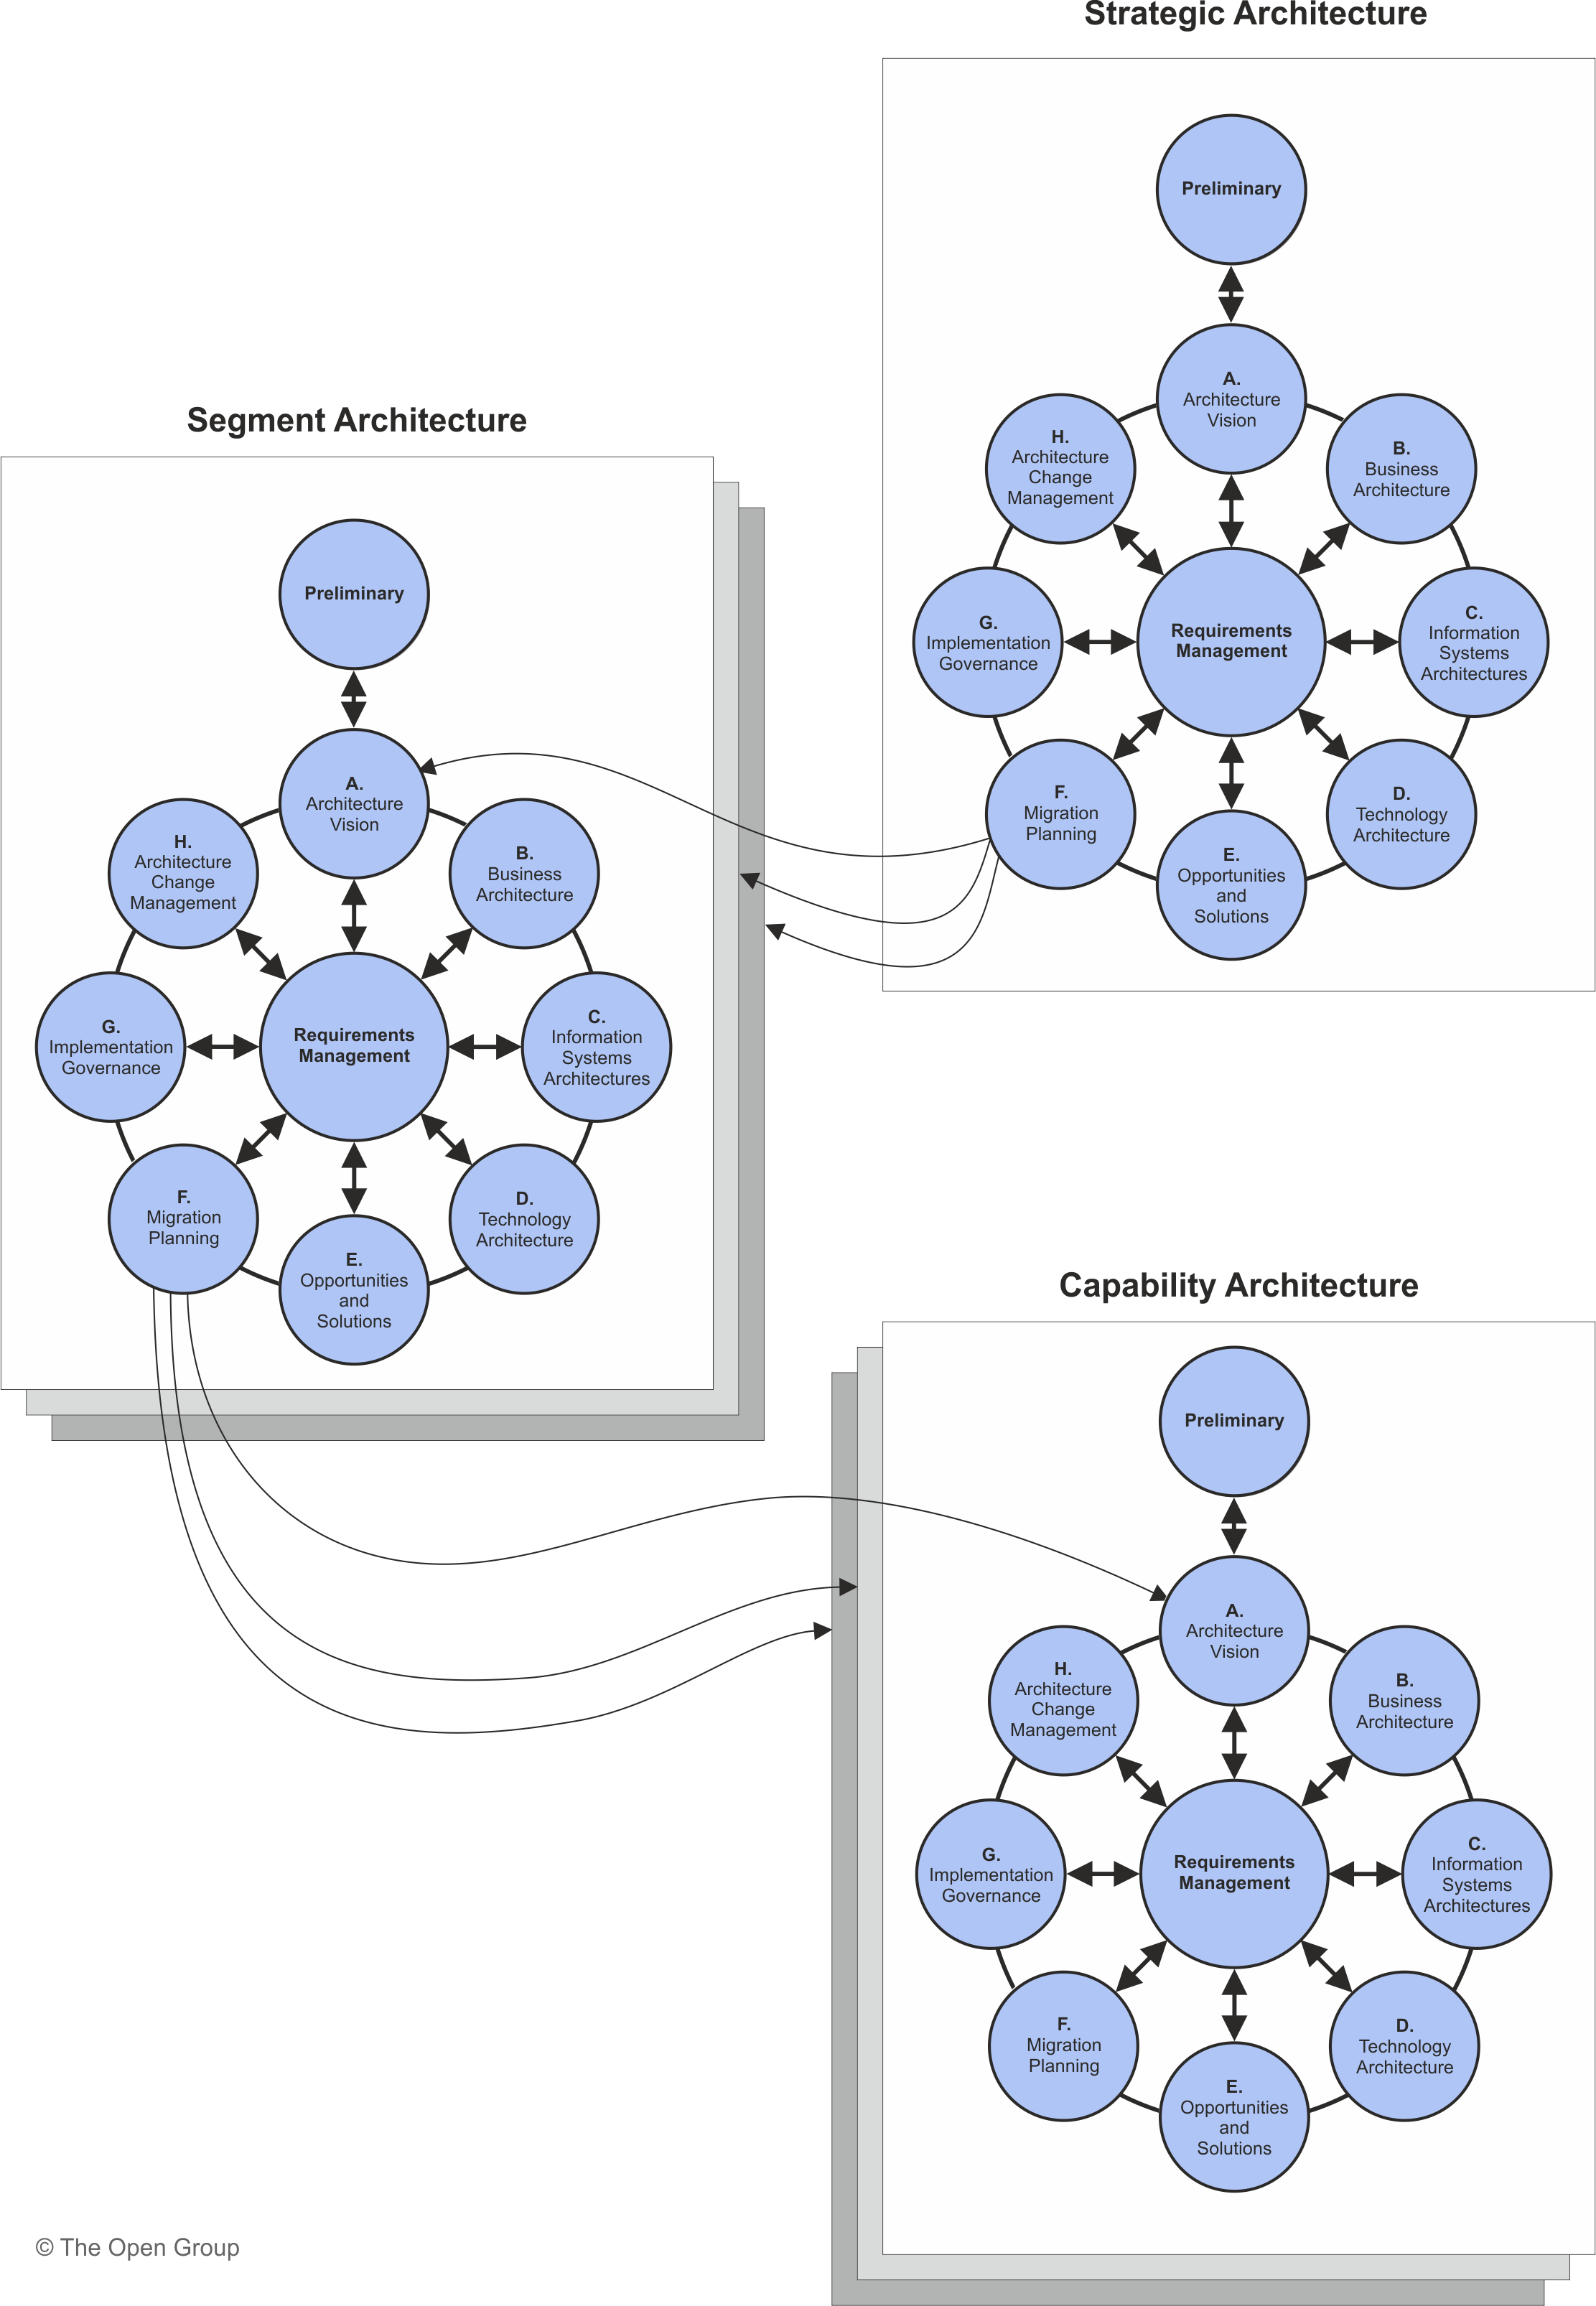 Strategic Architecture
Preliminary
A.
Architecture
Vision
H.
Architecture
Change
Management
B.
Business
Architecture
G.
Implementation
Governance
Requirements
Management
C.
Information
Systems
Architectures
F.
Migration
Planning
D.
Technology
Architecture
E.
Opportunities
and
Solutions
Segment Architecture
Preliminary
A.
Architecture
Vision
H.
Architecture
Change
Management
B.
Business
Architecture
G.
Implementation
Governance
Requirements
Management
C.
Information
Systems
Architectures
F.
Migration
Planning
D.
Technology
Architecture
E.
Opportunities
and
Solutions
Capability Architecture
Preliminary
A.
Architecture
Vision
H.
Architecture
Change
Management
B.
Business
Architecture
G.
Implementation
Governance
Requirements
Management
C.
Information
Systems
Architectures
F.
Migration
Planning
D.
Technology
Architecture
E.
Opportunities
and
Solutions
© The Open Group